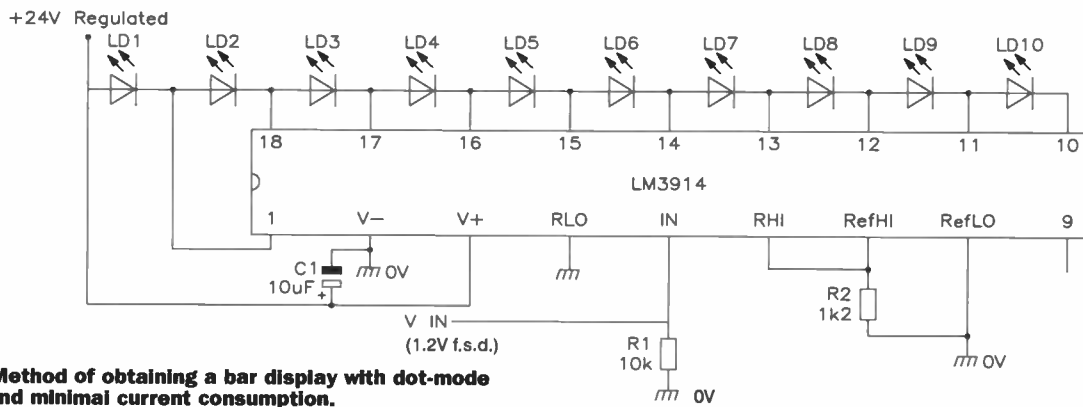 +24V Regulated
LD1 LD2 LD3 LD4 LD5 LD6 LD7 LD8 LD9 LD10
18 17 16 15 14 13 12 11 10
LM3914
1 V- V+ RLO IN RHI RefHI RefLO 9
C1
10uF
+
0V
V IN
(1.2V f.s.d.)
R1
10k
0V
R2
1k2
0V
Method of obtaining a bar display with dot-mode
nd minimal current consumption.